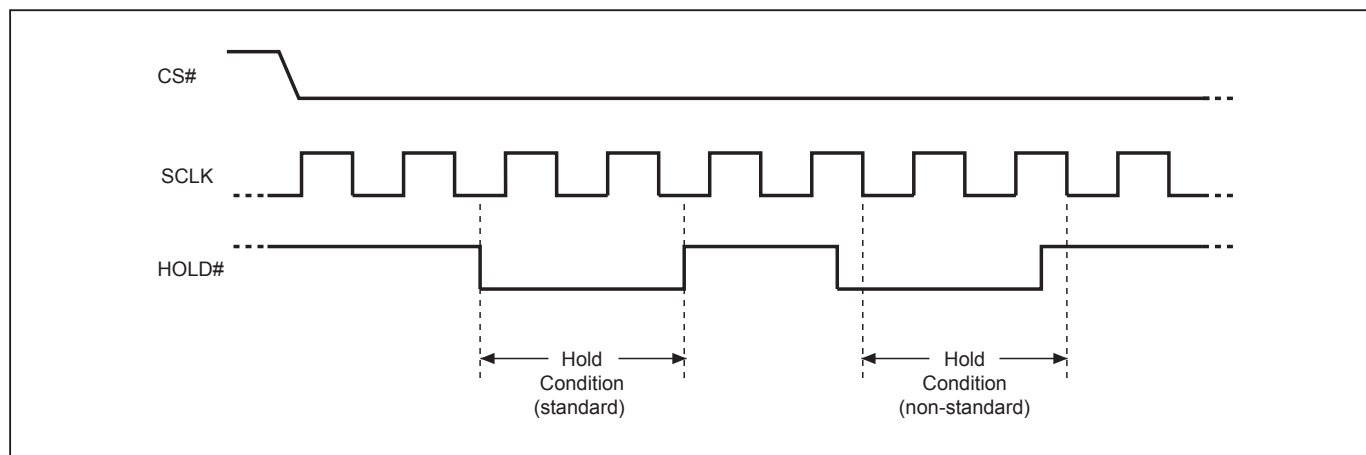 CS#
SCLK
HOLD#
Hold
Condition
(standard)
Hold
Condition
(non-standard)